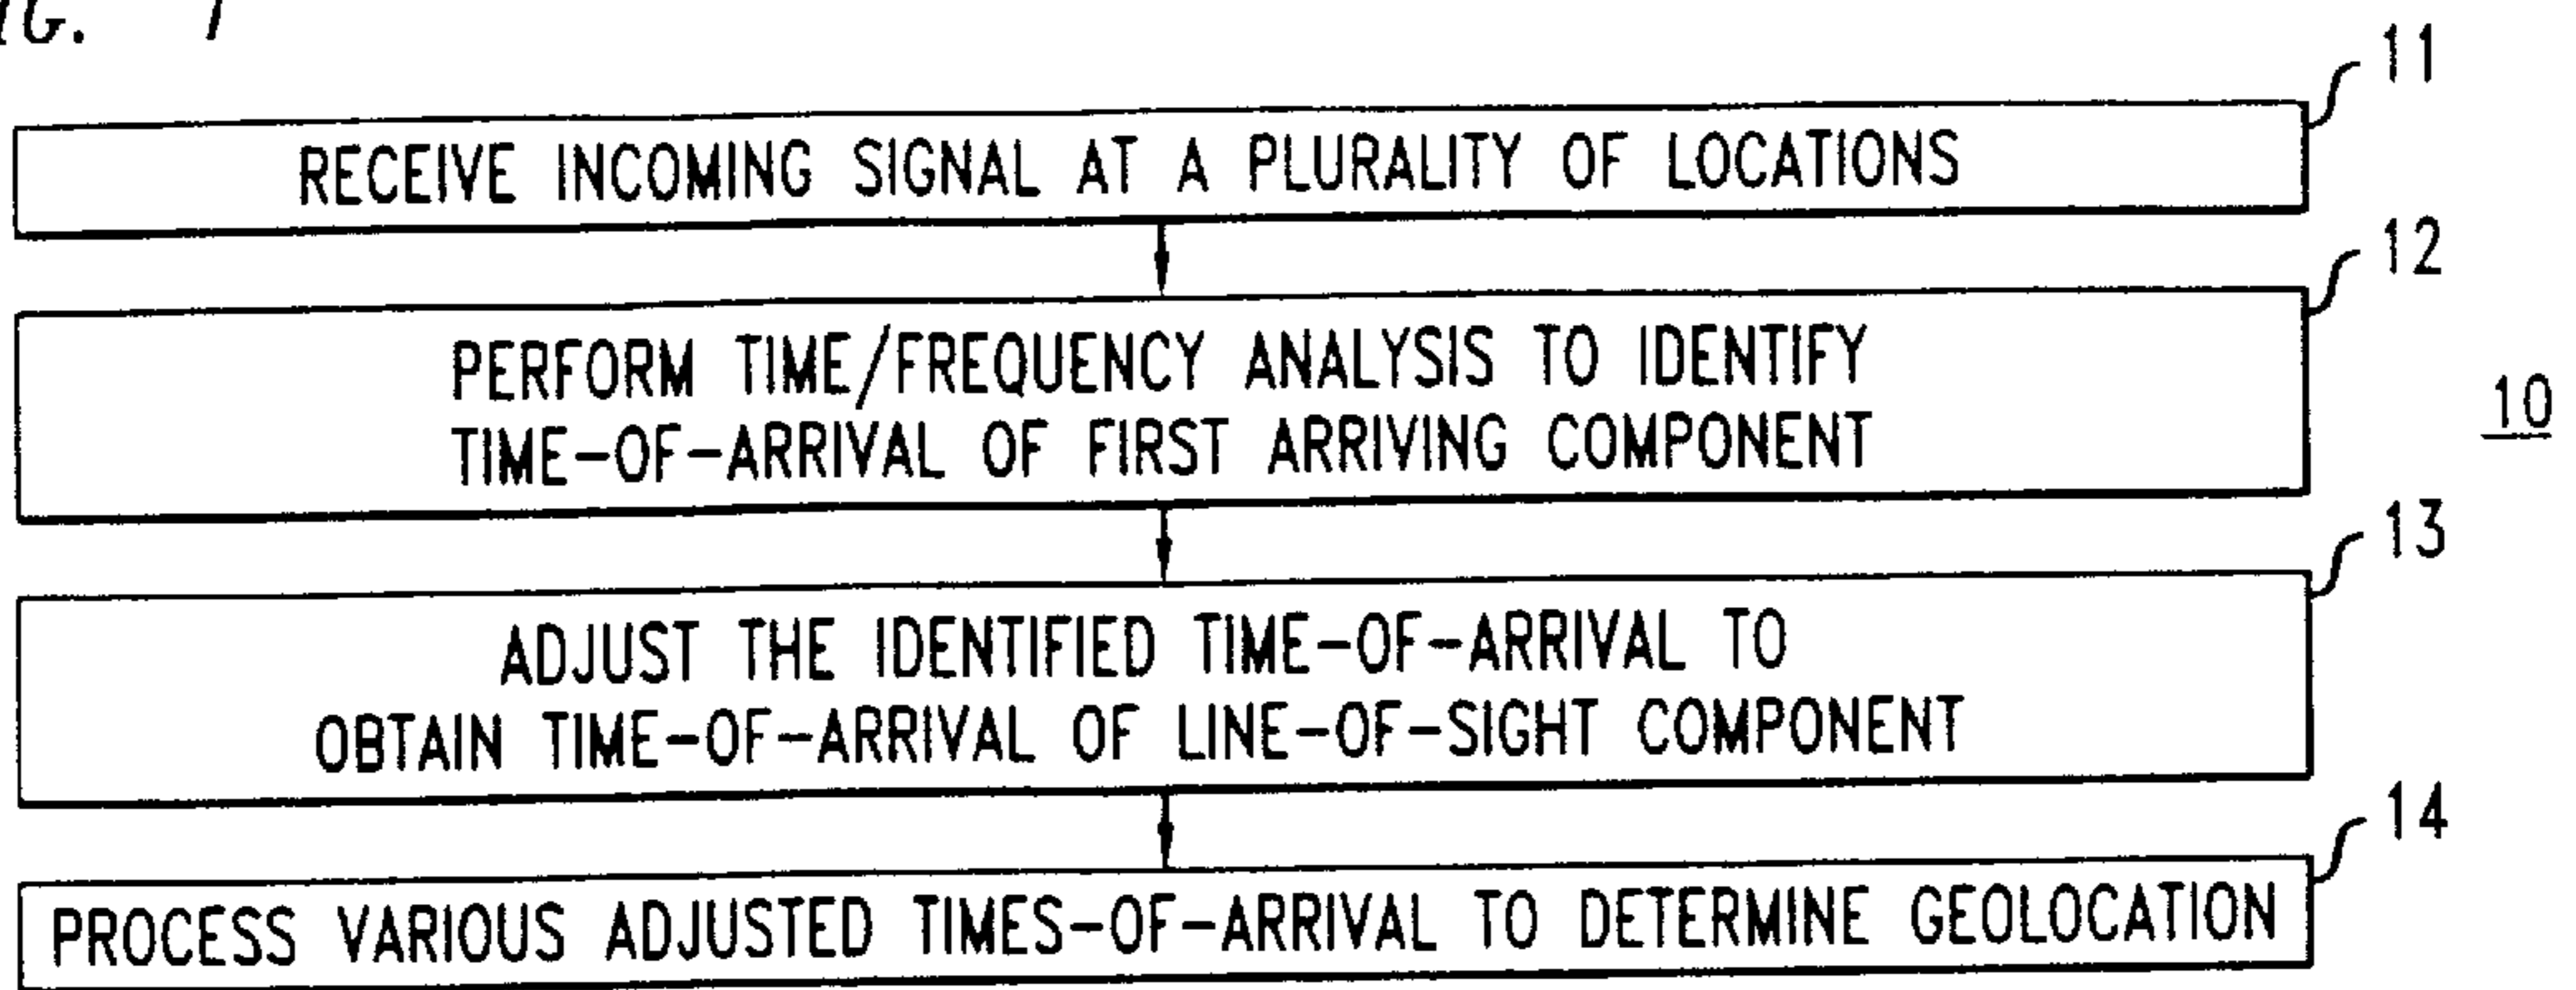 FIG. 1
11
RECEIVE INCOMING SIGNAL AT A PLURALITY OF LOCATIONS
12
PERFORM TIME/FREQUENCY ANALYSIS TO IDENTIFY
TIME-OF-ARRIVAL OF FIRST ARRIVING COMPONENT
10
13
ADJUST THE IDENTIFIED TIME-OF-ARRIVAL TO
OBTAIN TIME-OF-ARRIVAL OF LINE-OF-SIGHT COMPONENT
14
PROCESS VARIOUS ADJUSTED TIMES-OF-ARRIVAL TO DETERMINE GEOLOCATION